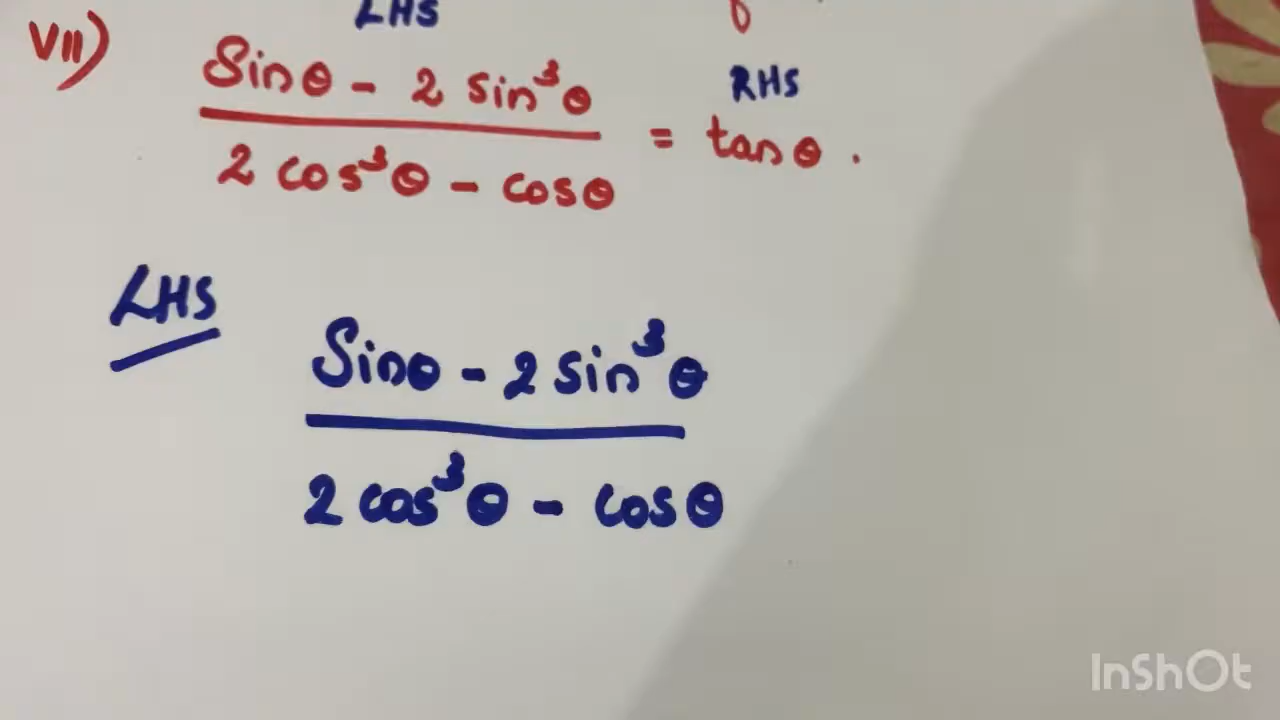 LHS
VII) Sinθ - 2 sin³θ
RHS
2 cos³θ - cosθ = tanθ.
LHS
Sinθ - 2 sin³θ
2 cos³θ - cosθ
InShOt